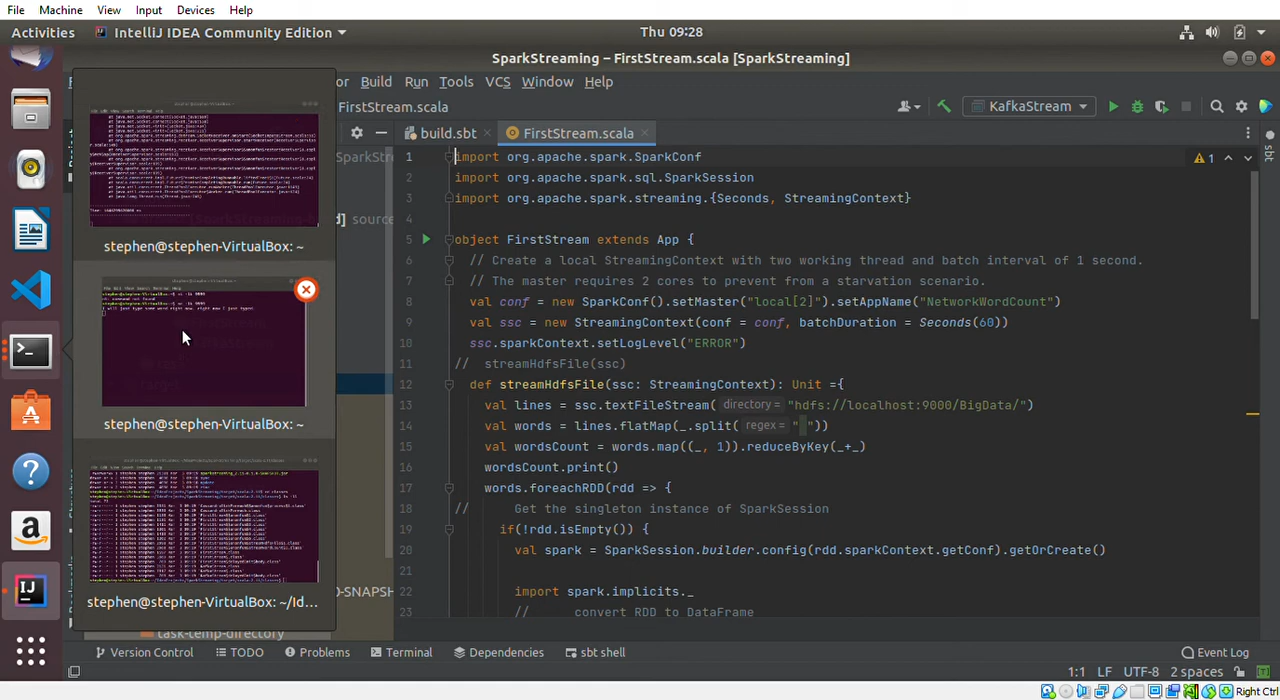 File Machine View Input Devices Help
Activities IntelliJ IDEA Community Edition Thu 09:28
SparkStreaming – FirstStream.scala [SparkStreaming]
or Build Run Tools VCS Window Help
FirstStream.scala KafkaStream
build.sbt FirstStream.scala
1 import org.apache.spark.SparkConf
2 import org.apache.spark.sql.SparkSession
3 import org.apache.spark.streaming.{Seconds, StreamingContext}
4
5 object FirstStream extends App {
6 // Create a local StreamingContext with two working thread and batch interval of 1 second.
7 // The master requires 2 cores to prevent from a starvation scenario.
8 val conf = new SparkConf().setMaster("local[2]").setAppName("NetworkWordCount")
9 val ssc = new StreamingContext(conf = conf, batchDuration = Seconds(60))
10 ssc.sparkContext.setLogLevel("ERROR")
11 // streamHdfsFile(ssc)
12 def streamHdfsFile(ssc: StreamingContext): Unit ={
13 val lines = ssc.textFileStream( directory = "hdfs://localhost:9000/BigData/")
14 val words = lines.flatMap(_.split( regex = " "))
15 val wordsCount = words.map((_, 1)).reduceByKey(_+_)
16 wordsCount.print()
17 words.foreachRDD(rdd => {
18 // Get the singleton instance of SparkSession
19 if(!rdd.isEmpty()) {
20 val spark = SparkSession.builder.config(rdd.sparkContext.getConf).getOrCreate()
21
22 import spark.implicits._
23 // convert RDD to DataFrame
1
sbt
stephen@stephen-VirtualBox: ~
stephen@stephen-VirtualBox: ~
stephen@stephen-VirtualBox: ~/Id...
] source
0-SNAPSH
task-temp-directory
Version Control TODO Problems Terminal Dependencies sbt shell Event Log
1:1 LF UTF-8 2 spaces
Right Ctrl